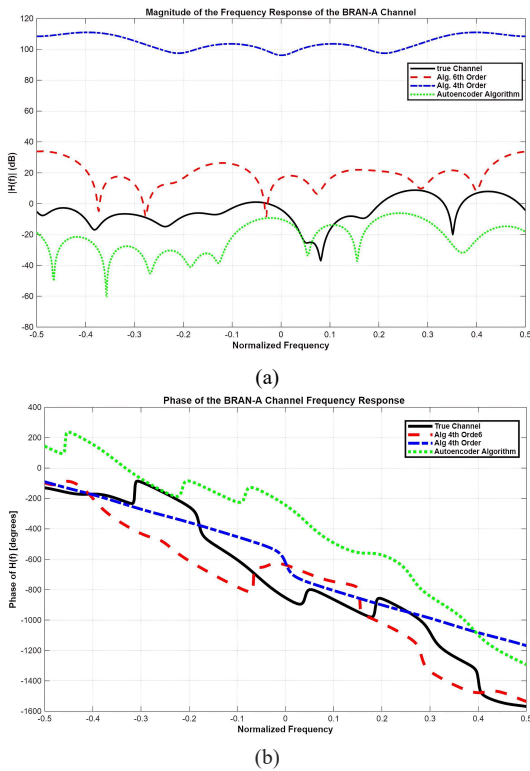 Magnitude of the Frequency Response of the BRAN-A Channel
120
100
80
60
40
20
0
-20
-40
-60
-80
|H(f)| (dB)
true Channel
Alg. 6th Order
Alg. 4th Order
Autoencoder Algorithm
-0.5 -0.4 -0.3 -0.2 -0.1 0 0.1 0.2 0.3 0.4 0.5
Normalized Frequency
(a)
Phase of the BRAN-A Channel Frequency Response
400
200
0
-200
-400
-600
-800
-1000
-1200
-1400
-1600
Phase of H(f) [degrees]
True Channel
Alg 4th Orde6
Alg 4th Order
Autoencoder Algorithm
-0.5 -0.4 -0.3 -0.2 -0.1 0 0.1 0.2 0.3 0.4 0.5
Normalized Frequency
(b)